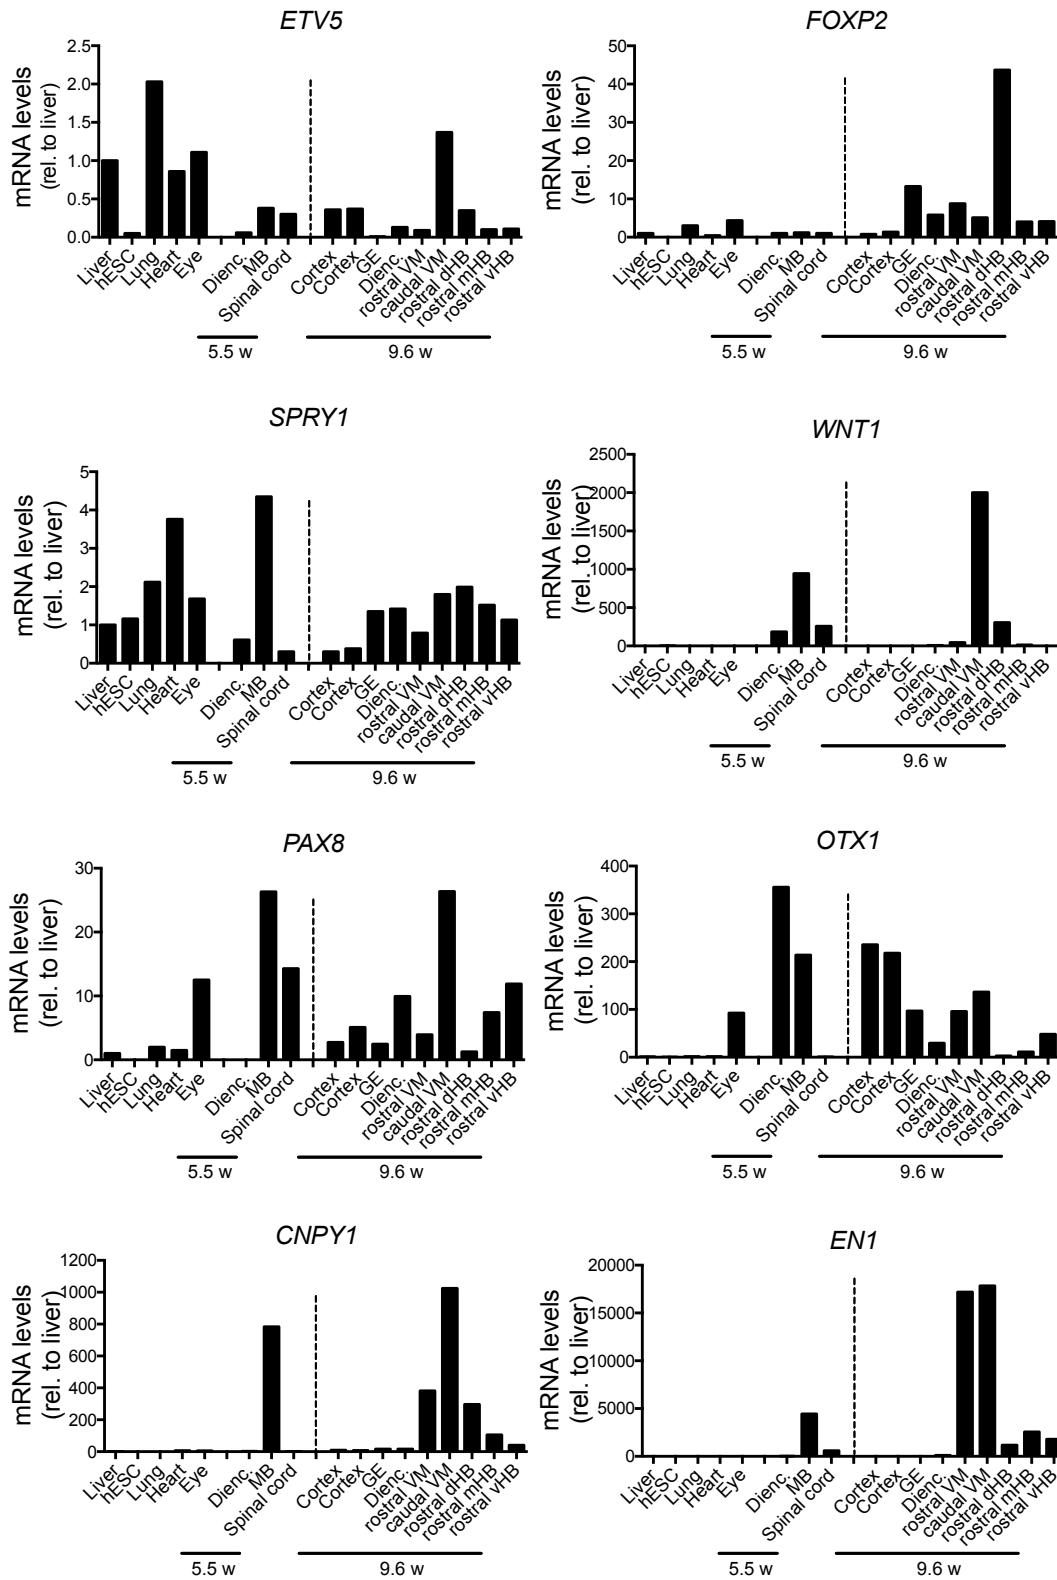 ETV5
mRNA levels
(rel. to liver)
2.5
2.0
1.5
1.0
0.5
0.0
Liver
hESC
Lung
Heart
Eye
Dienc.
MB
Spinal cord
Cortex
Cortex
GE
Dienc.
rostral VM
caudal VM
rostral dHB
rostral mHB
rostral vHB
5.5 w
9.6 w
FOXP2
mRNA levels
(rel. to liver)
50
40
30
20
10
0
Liver
hESC
Lung
Heart
Eye
Dienc.
MB
Spinal cord
Cortex
Cortex
GE
Dienc.
rostral VM
caudal VM
rostral dHB
rostral mHB
rostral vHB
5.5 w
9.6 w
SPRY1
mRNA levels
(rel. to liver)
5
4
3
2
1
0
Liver
hESC
Lung
Heart
Eye
Dienc.
MB
Spinal cord
Cortex
Cortex
GE
Dienc.
rostral VM
caudal VM
rostral dHB
rostral mHB
rostral vHB
5.5 w
9.6 w
WNT1
mRNA levels
(rel. to liver)
2500
2000
1500
1000
500
0
Liver
hESC
Lung
Heart
Eye
Dienc.
MB
Spinal cord
Cortex
Cortex
GE
Dienc.
rostral VM
caudal VM
rostral dHB
rostral mHB
rostral vHB
5.5 w
9.6 w
PAX8
mRNA levels
(rel. to liver)
30
20
10
0
Liver
hESC
Lung
Heart
Eye
Dienc.
MB
Spinal cord
Cortex
Cortex
GE
Dienc.
rostral VM
caudal VM
rostral dHB
rostral mHB
rostral vHB
5.5 w
9.6 w
OTX1
mRNA levels
(rel. to liver)
400
300
200
100
0
Liver
hESC
Lung
Heart
Eye
Dienc.
MB
Spinal cord
Cortex
Cortex
GE
Dienc.
rostral VM
caudal VM
rostral dHB
rostral mHB
rostral vHB
5.5 w
9.6 w
CNPY1
mRNA levels
(rel. to liver)
1200
1000
800
600
400
200
0
Liver
hESC
Lung
Heart
Eye
Dienc.
MB
Spinal cord
Cortex
Cortex
GE
Dienc.
rostral VM
caudal VM
rostral dHB
rostral mHB
rostral vHB
5.5 w
9.6 w
EN1
mRNA levels
(rel. to liver)
20000
15000
10000
5000
0
Liver
hESC
Lung
Heart
Eye
Dienc.
MB
Spinal cord
Cortex
Cortex
GE
Dienc.
rostral VM
caudal VM
rostral dHB
rostral mHB
rostral vHB
5.5 w
9.6 w